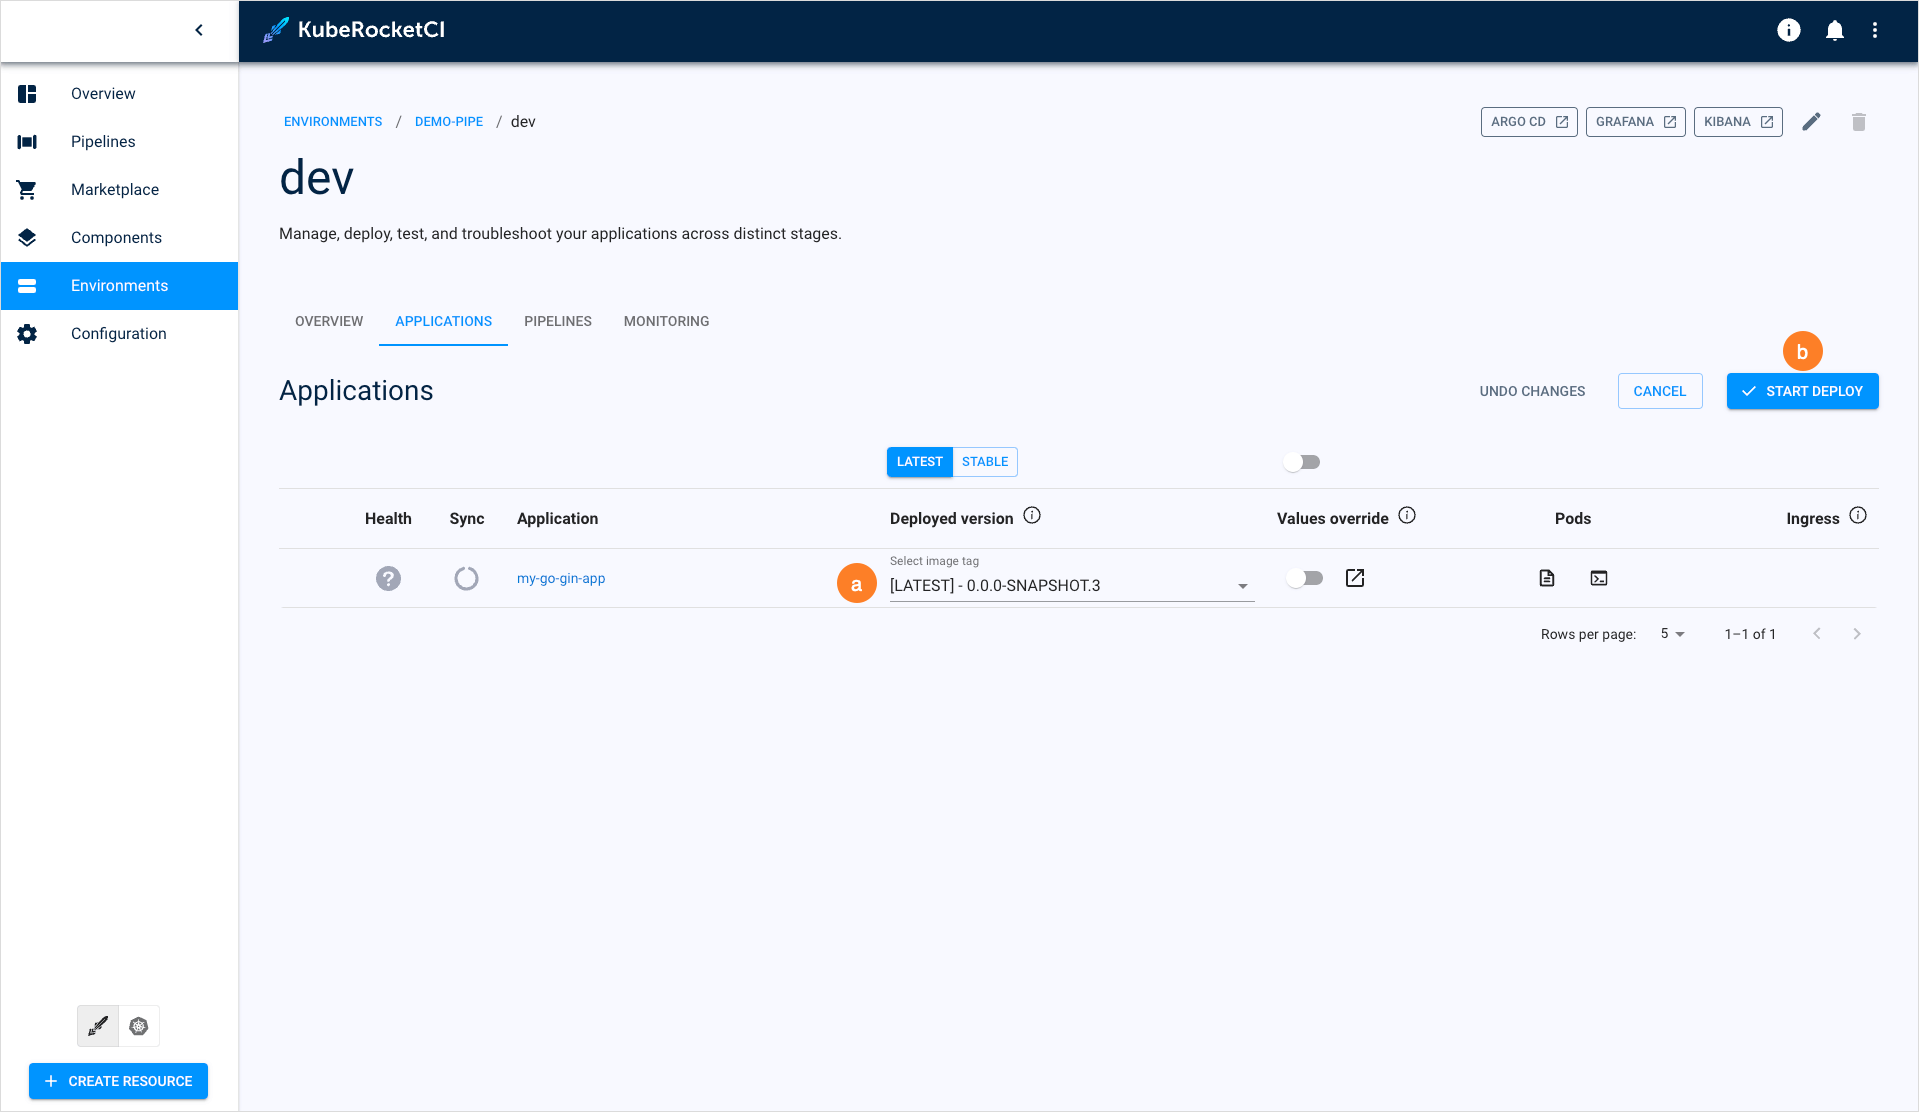 KubeRocketCI
Overview
Pipelines
Marketplace
Components
Environments
Configuration
CREATE RESOURCE
ENVIRONMENTS / DEMO-PIPE / dev
ARGO CD
GRAFANA
KIBANA
dev
Manage, deploy, test, and troubleshoot your applications across distinct stages.
OVERVIEW
APPLICATIONS
PIPELINES
MONITORING
b
Applications
UNDO CHANGES
CANCEL
START DEPLOY
LATEST
STABLE
Health
Sync
Application
Deployed version
Values override
Pods
Ingress
my-go-gin-app
a
Select image tag
[LATEST] - 0.0.0-SNAPSHOT.3
Rows per page: 5
1–1 of 1